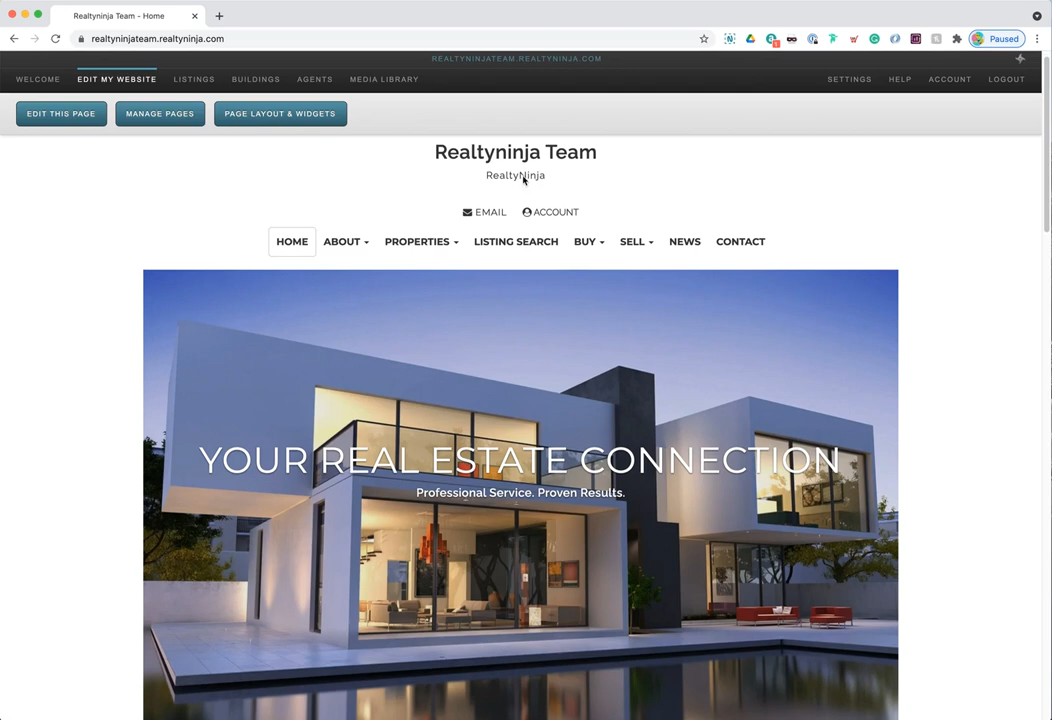 Realtyninja Team - Home
realtyninjateam.realtyninja.com
Paused
REALTYNINJATEAM.REALTYNINJA.COM
WELCOME EDIT MY WEBSITE LISTINGS BUILDINGS AGENTS MEDIA LIBRARY SETTINGS HELP ACCOUNT LOGOUT
EDIT THIS PAGE MANAGE PAGES PAGE LAYOUT & WIDGETS
Realtyninja Team
RealtyNinja
EMAIL ACCOUNT
HOME ABOUT PROPERTIES LISTING SEARCH BUY SELL NEWS CONTACT
YOUR REAL ESTATE CONNECTION
Professional Service. Proven Results.